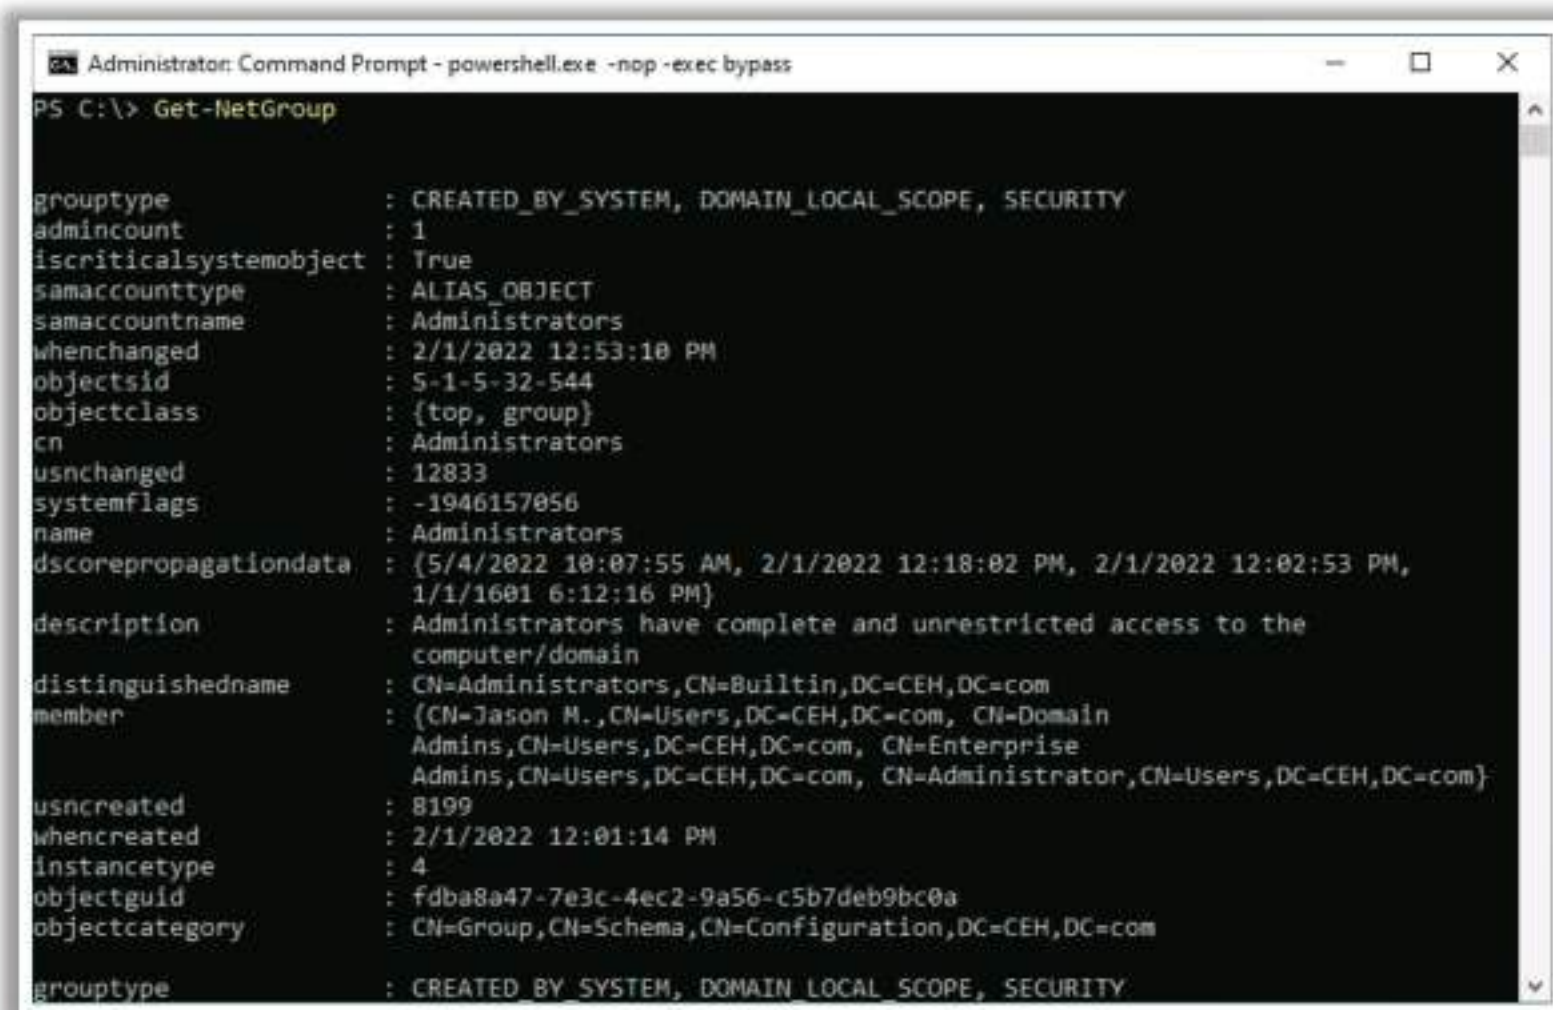 Administrator: Command Prompt - powershell.exe -nop -exec bypass
PS C:\> Get-NetGroup
grouptype : CREATED_BY_SYSTEM, DOMAIN_LOCAL_SCOPE, SECURITY
admincount : 1
iscriticalsystemobject : True
samaccounttype : ALIAS_OBJECT
samaccountname : Administrators
whenchanged : 2/1/2022 12:53:10 PM
objectsid : S-1-5-32-544
objectclass : {top, group}
cn : Administrators
usnchanged : 12833
systemflags : -1946157056
name : Administrators
dscorepropagationdata : {5/4/2022 10:07:55 AM, 2/1/2022 12:18:02 PM, 2/1/2022 12:02:53 PM,
1/1/1601 6:12:16 PM}
description : Administrators have complete and unrestricted access to the
computer/domain
distinguishedname : CN=Administrators,CN=Builtin,DC=CEH,DC=com
member : {CN=Jason M.,CN=Users,DC=CEH,DC=com, CN=Domain
Admins,CN=Users,DC=CEH,DC=com, CN=Enterprise
Admins,CN=Users,DC=CEH,DC=com, CN=Administrator,CN=Users,DC=CEH,DC=com}
usncreated : 8199
whencreated : 2/1/2022 12:01:14 PM
instancetype : 4
objectguid : fdba8a47-7e3c-4ec2-9a56-c5b7deb9bc0a
objectcategory : CN=Group,CN=Schema,CN=Configuration,DC=CEH,DC=com
grouptype : CREATED_BY_SYSTEM, DOMAIN_LOCAL_SCOPE, SECURITY